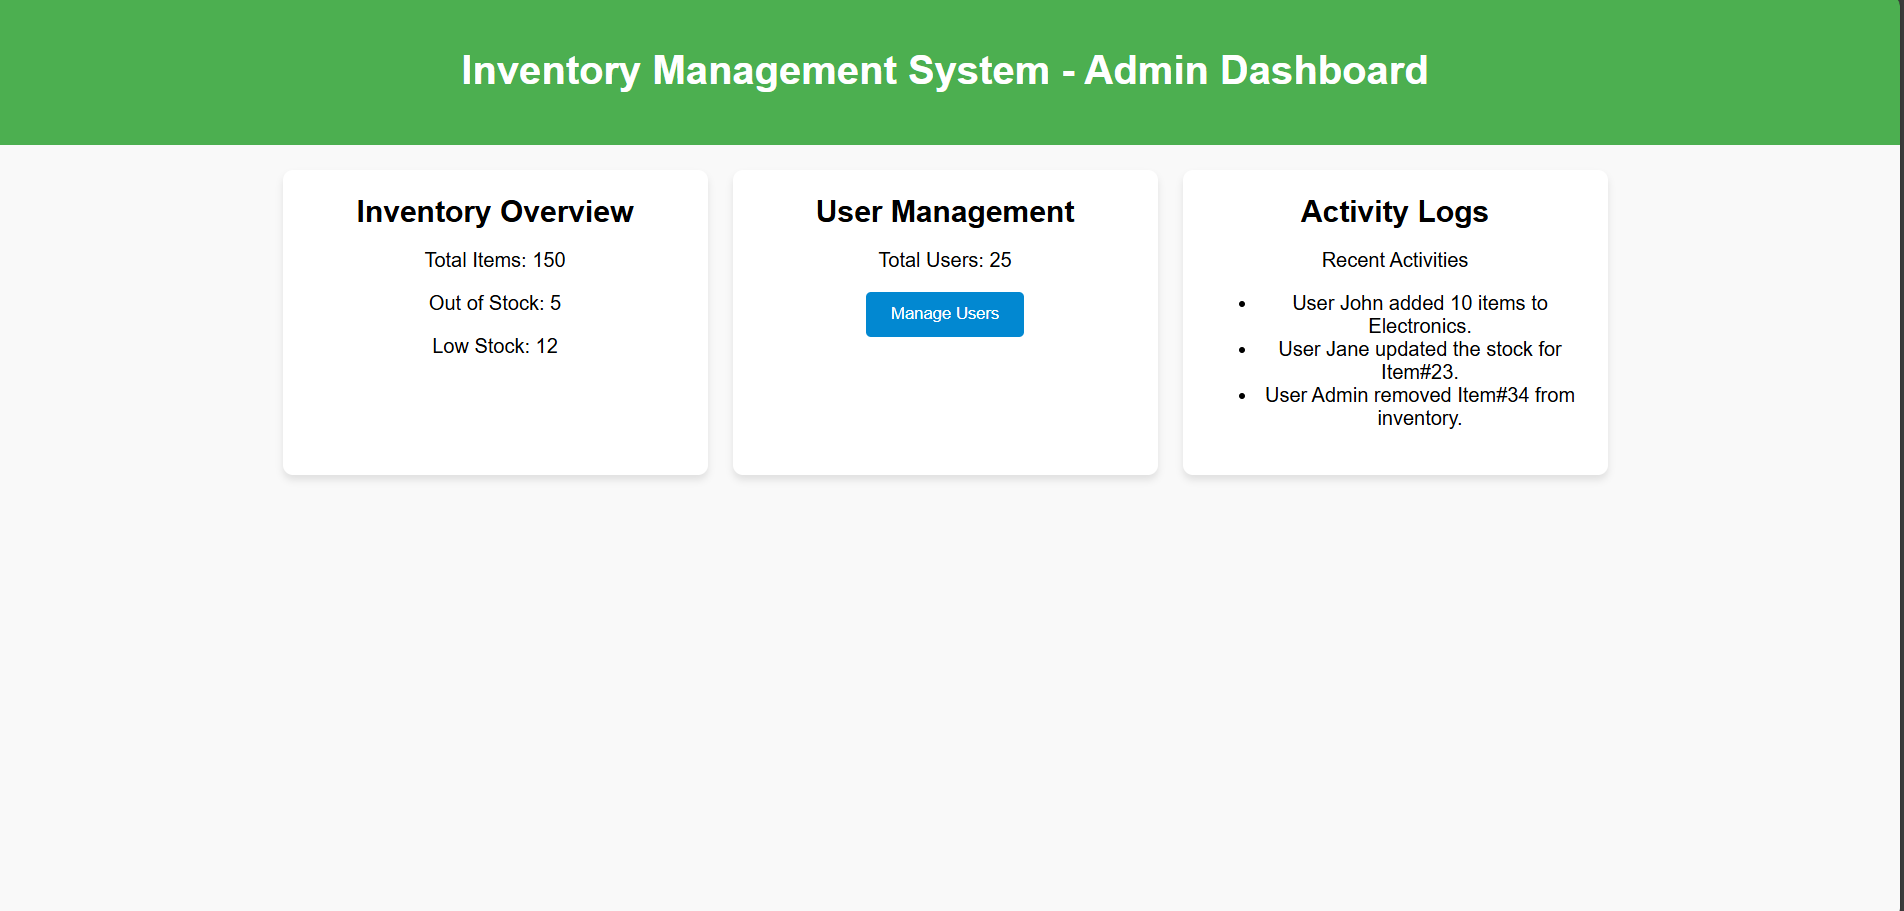 Inventory Management System - Admin Dashboard
Inventory Overview
Total Items: 150
Out of Stock: 5
Low Stock: 12
User Management
Total Users: 25
Manage Users
Activity Logs
Recent Activities
• User John added 10 items to
Electronics.
• User Jane updated the stock for
Item#23.
• User Admin removed Item#34 from
inventory.